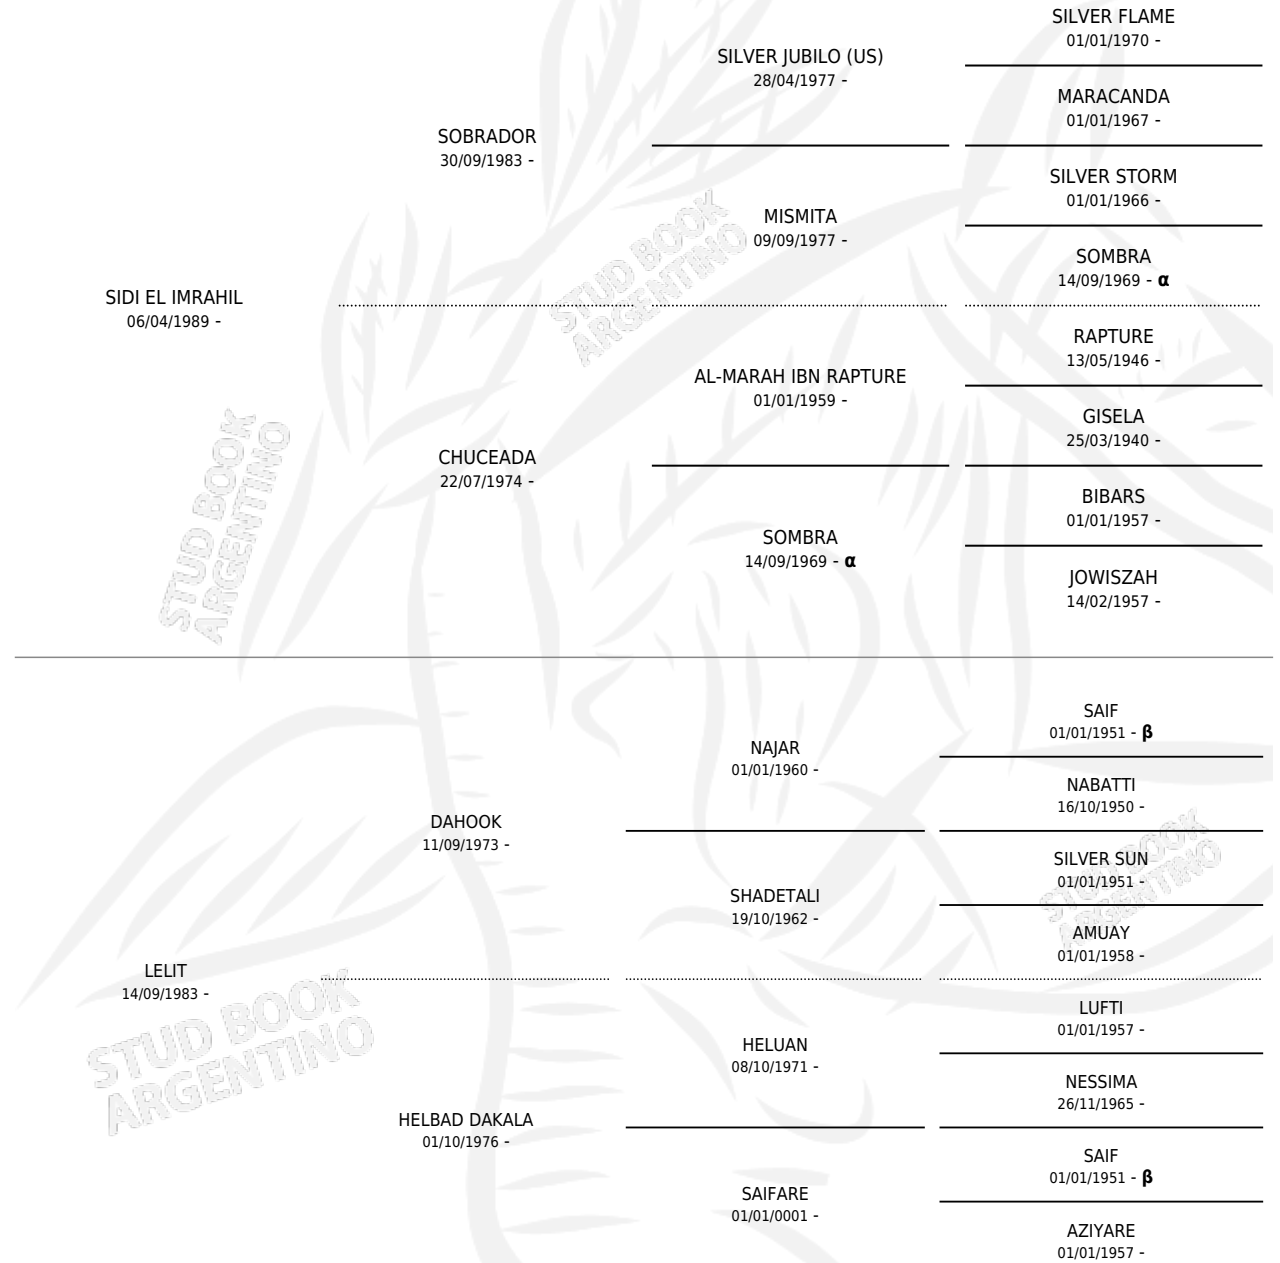 SILVER FLAME
01/01/1970 -
SILVER JUBILO (US)
28/04/1977 -
MARACANDA
01/01/1967 -
SOBRADOR
30/09/1983 -
SILVER STORM
01/01/1966 -
MISMITA
09/09/1977 -
SOMBRA
14/09/1969 - α
SIDI EL IMRAHIL
06/04/1989 -
RAPTURE
13/05/1946 -
AL-MARAH IBN RAPTURE
01/01/1959 -
GISELA
25/03/1940 -
CHUCEADA
22/07/1974 -
BIBARS
01/01/1957 -
SOMBRA
14/09/1969 - α
JOWISZAH
14/02/1957 -
SAIF
01/01/1951 - β
NAJAR
01/01/1960 -
NABATTI
16/10/1950 -
DAHOOK
11/09/1973 -
SILVER SUN
01/01/1951 -
SHADETALI
19/10/1962 -
AMUAY
01/01/1958 -
LELIT
14/09/1983 -
LUFTI
01/01/1957 -
HELUAN
08/10/1971 -
NESSIMA
26/11/1965 -
HELBAD DAKALA
01/10/1976 -
SAIF
01/01/1951 - β
SAIFARE
01/01/0001 -
AZIYARE
01/01/1957 -
STUD BOOK
ARGENTINO
STUD BOOK
ARGENTINO
STUD BOOK
ARGENTINO
STUD BOOK
ARGENTINO